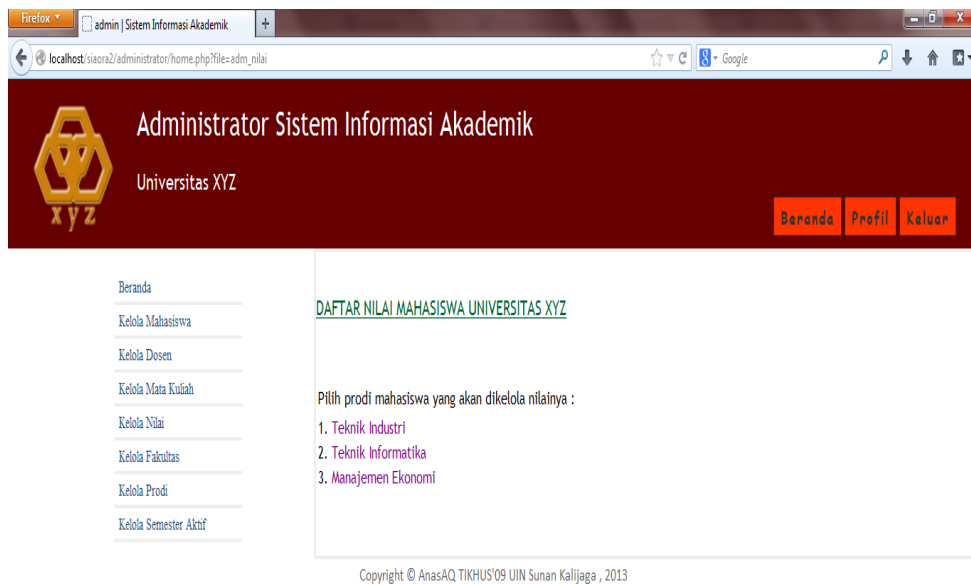 Firefox
admin | Sistem Informasi Akademik
+
localhost/siaora2/administrator/home.php?file=adm_nilai
Google
Administrator Sistem Informasi Akademik
Universitas XYZ
x y z
Beranda Profil Keluar
Beranda
Kelola Mahasiswa
Kelola Dosen
Kelola Mata Kuliah
Kelola Nilai
Kelola Fakultas
Kelola Prodi
Kelola Semester Aktif
DAFTAR NILAI MAHASISWA UNIVERSITAS XYZ
Pilih prodi mahasiswa yang akan dikelola nilainya :
1. Teknik Industri
2. Teknik Informatika
3. Manajemen Ekonomi
Copyright © AnasAQ TIKHUS'09 UIN Sunan Kalijaga , 2013